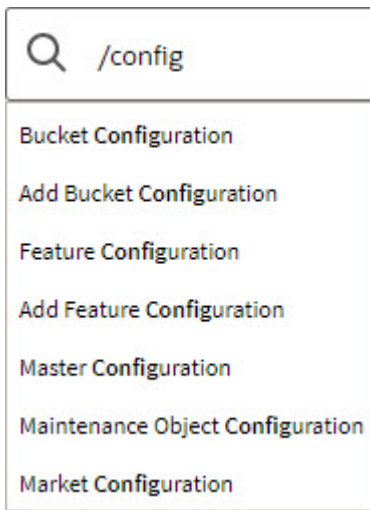 /config
Bucket Configuration
Add Bucket Configuration
Feature Configuration
Add Feature Configuration
Master Configuration
Maintenance Object Configuration
Market Configuration